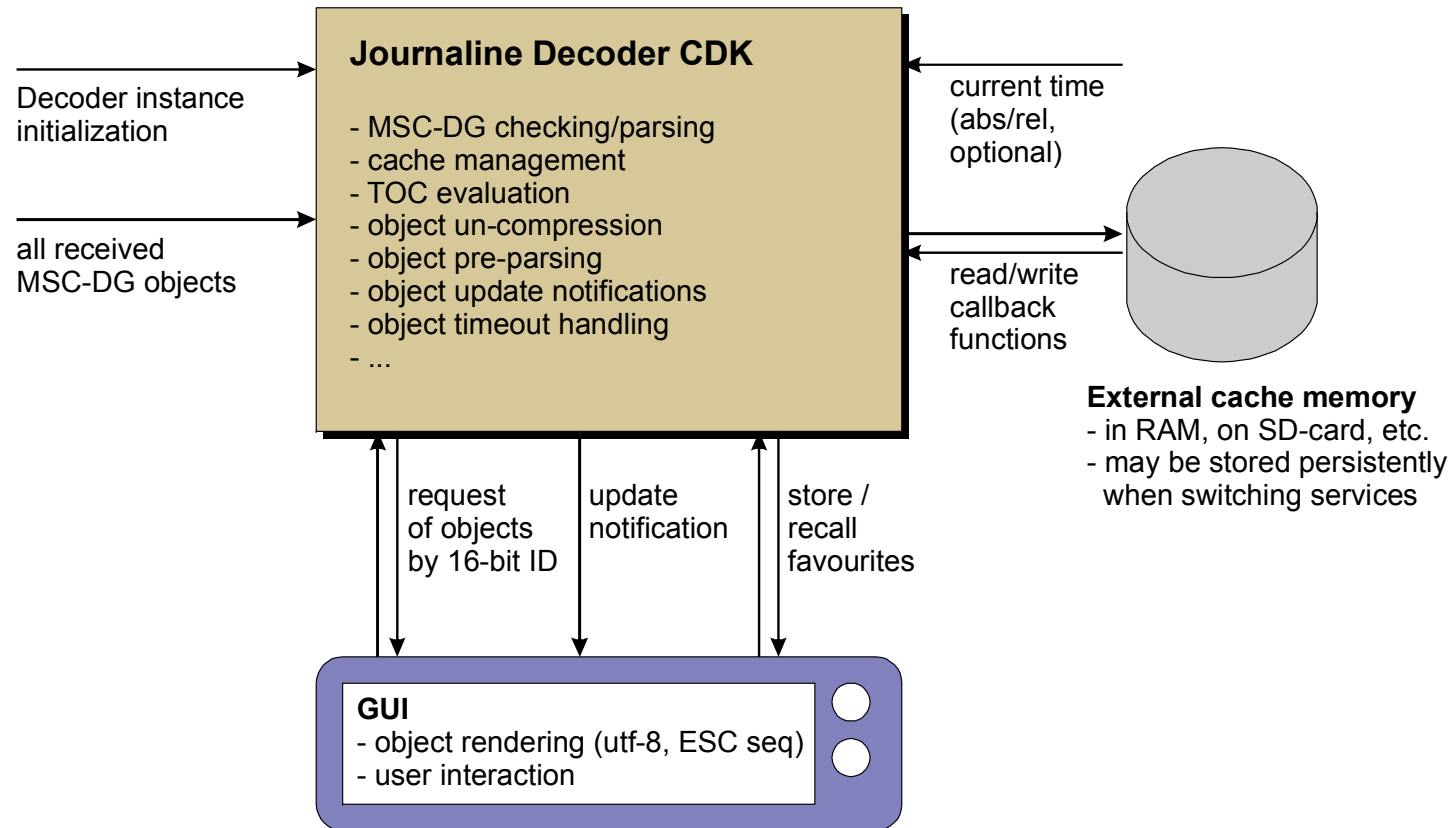 Journaline Decoder CDK
- MSC-DG checking/parsing
- cache management
- TOC evaluation
- object un-compression
- object pre-parsing
- object update notifications
- object timeout handling
- ...
Decoder instance
initialization
all received
MSC-DG objects
current time
(abs/rel,
optional)
read/write
callback
functions
External cache memory
- in RAM, on SD-card, etc.
- may be stored persistently
when switching services
request
of objects
by 16-bit ID
update
notification
store /
recall
favourites
GUI
- object rendering (utf-8, ESC seq)
- user interaction